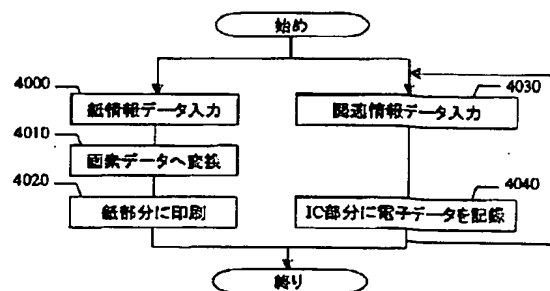 始め
4000
紙情報データ入力
4030
関連情報データ入力
4010
画素データへ変換
4020
紙部分に印刷
4040
IC部分に電子データを記録
終り